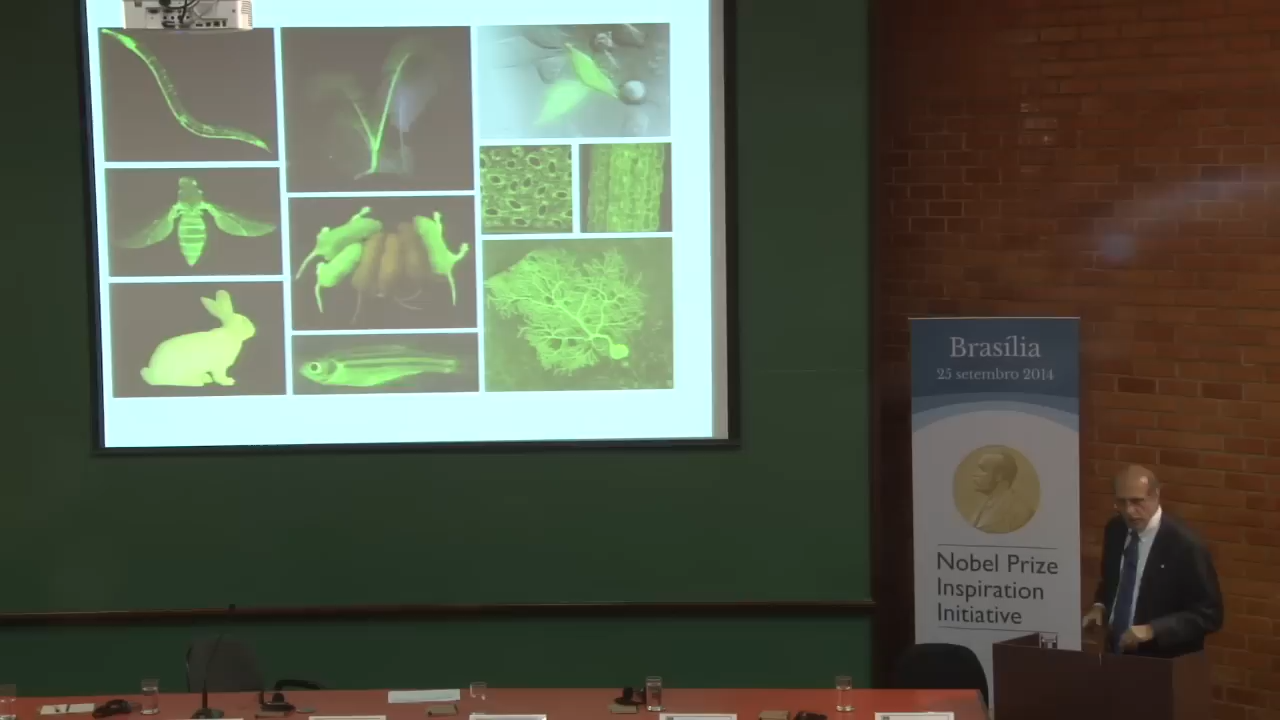 Brasília
25 setembro 2014
Nobel Prize
Inspiration
Initiative